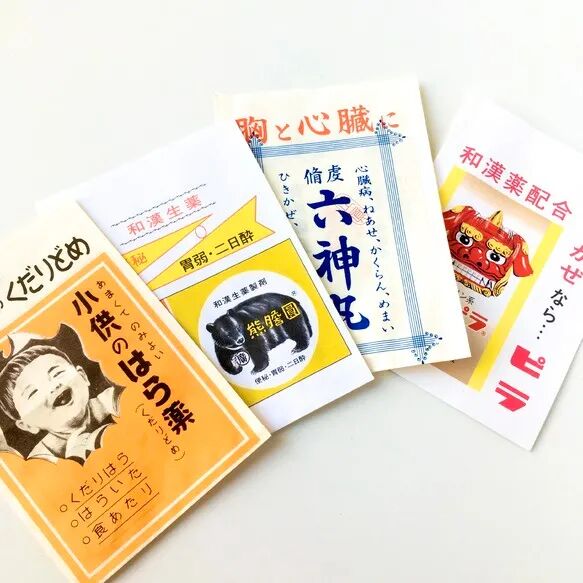 くだりどめ
あまくてのみよい
小供のはら薬
(くだりどめ)
○くだりはら
○はらいた
○食あたり
和漢生薬
秘
胃弱・二日酔
和漢生薬製剤
熊膽圓
便秘・胃弱・二日酔
胸と心臓に
心臓病、ねあせ、かくらん、めまい
脩虔
六神丸
ひきかぜ、
和漢薬配合
かぜなら…
ピラ